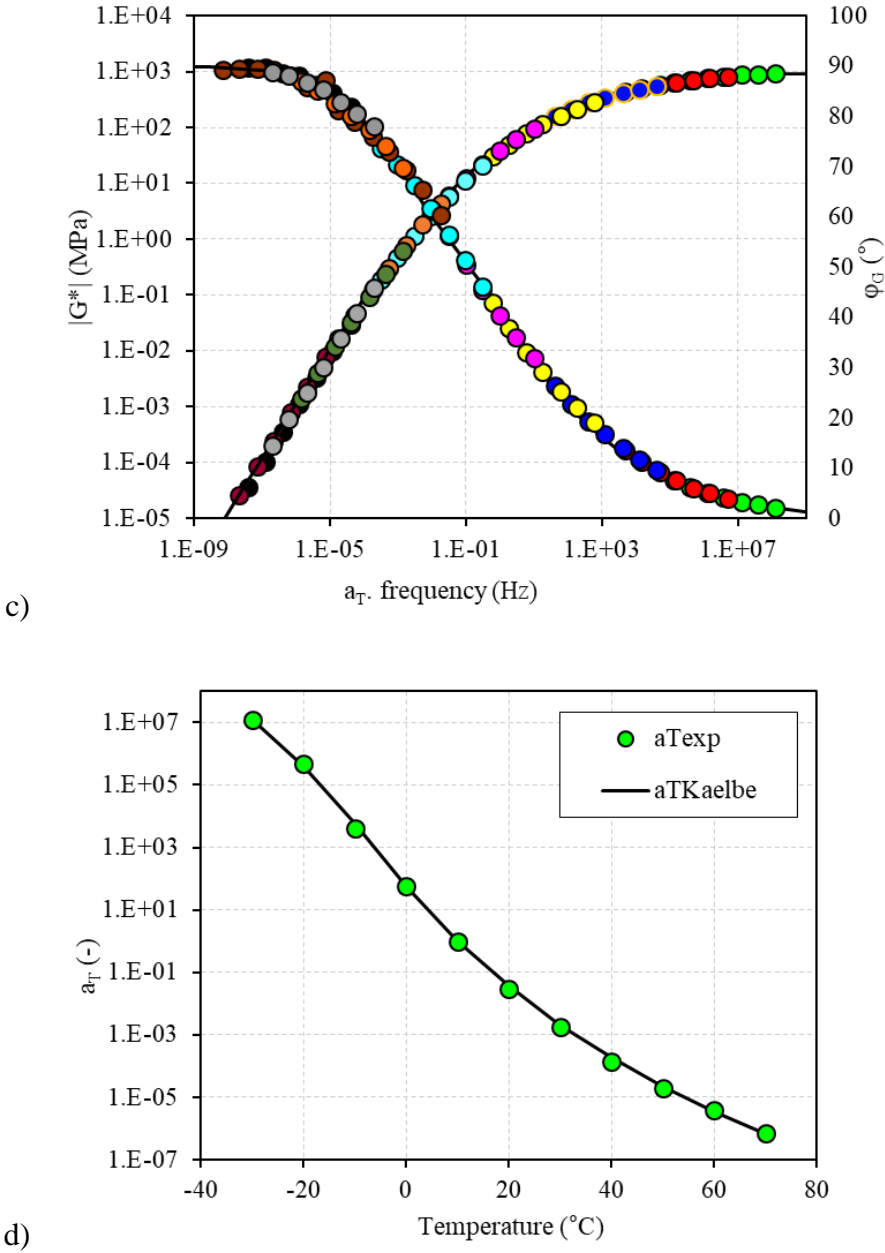 1.E+04
1.E+03
1.E+02
1.E+01
1.E+00
1.E-01
1.E-02
1.E-03
1.E-04
1.E-05
|G*| (MPa)
100
90
80
70
60
50
40
30
20
10
0
φG (°)
1.E-09 1.E-05 1.E-01 1.E+03 1.E+07
aT. frequency (Hz)
c)
1.E+07
1.E+05
1.E+03
1.E+01
1.E-01
1.E-03
1.E-05
1.E-07
aT (-)
aTexp
aTKaelbe
-40 -20 0 20 40 60 80
Temperature (°C)
d)